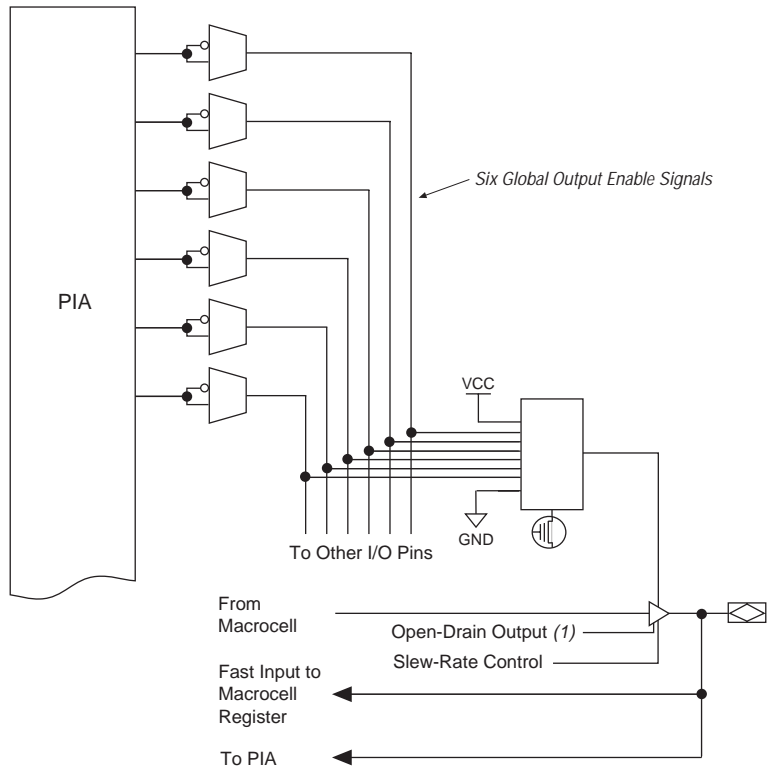 Six Global Output Enable Signals
PIA
VCC
GND
To Other I/O Pins
From
Macrocell
Open-Drain Output (1)
Slew-Rate Control
Fast Input to
Macrocell
Register
To PIA